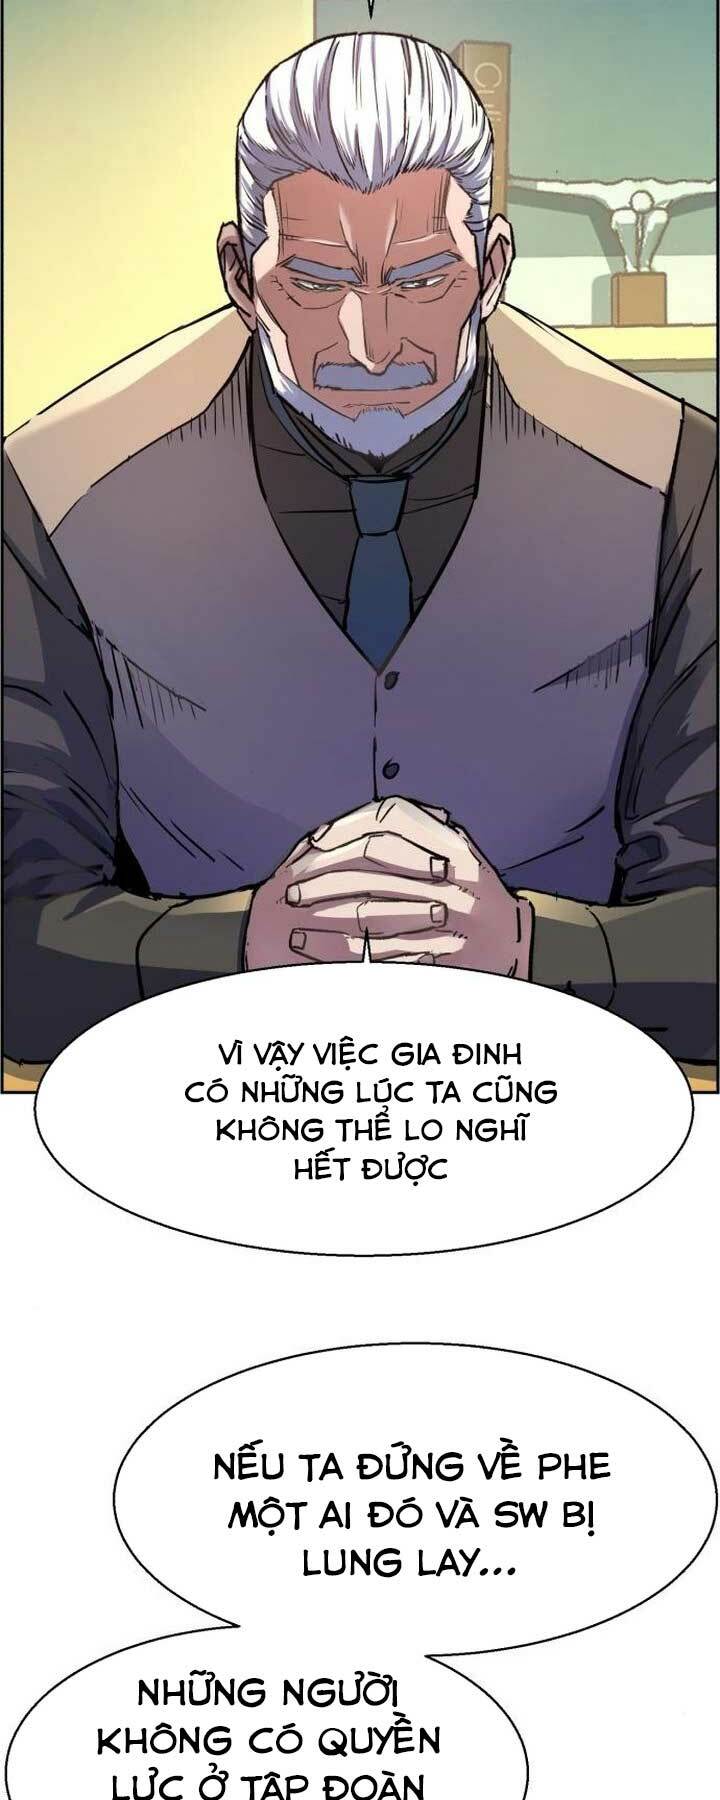 VÌ VẬY VIỆC GIA ĐINH
CÓ NHỮNG LÚC TA CŨNG
KHÔNG THỂ LO NGHĨ
HẾT ĐƯỢC
NẾU TA ĐỨNG VỀ PHE
MỘT AI ĐÓ VÀ SW BỊ
LUNG LAY...
NHỮNG NGƯỜI
KHÔNG CÓ QUYỀN
LỰC Ở TẬP ĐOÀN